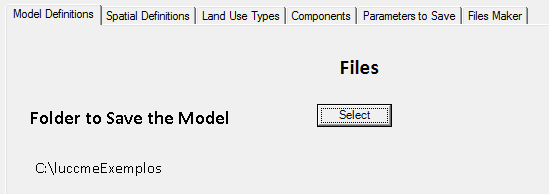 Model Definitions Spatial Definitions Land Use Types Components Parameters to Save Files Maker
Files
Folder to Save the Model Select
C:\luccmeExemplos